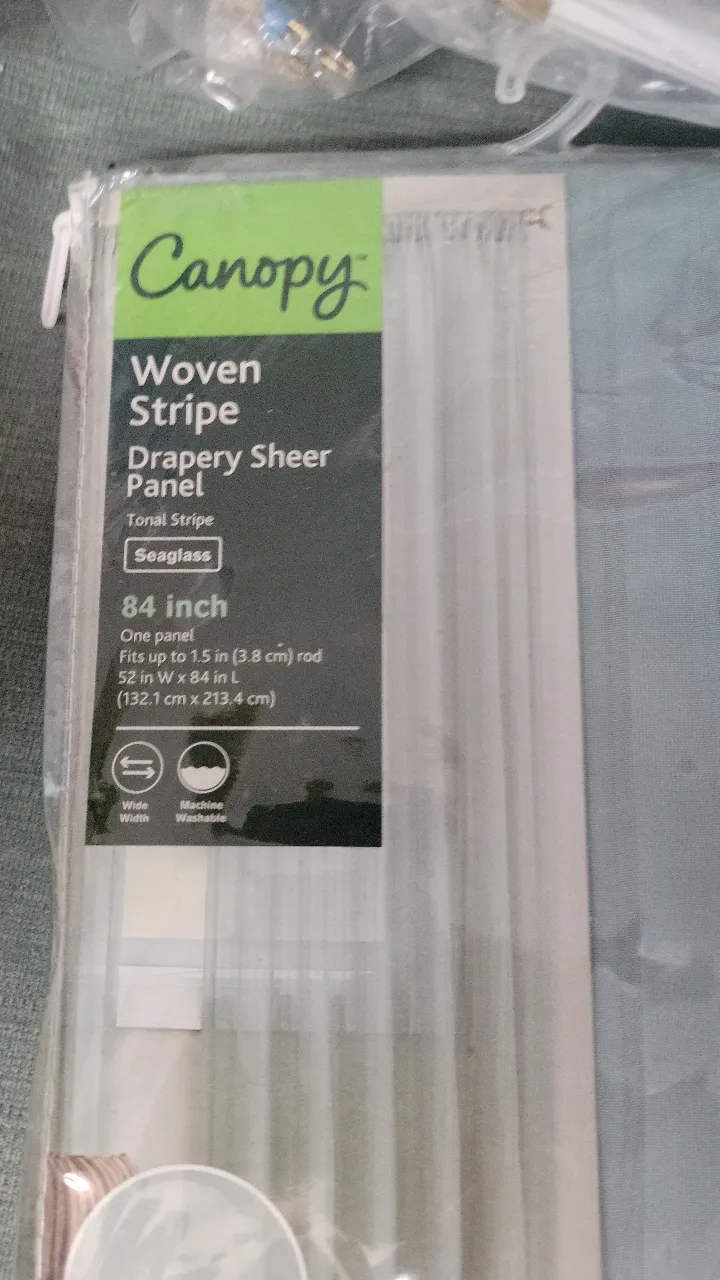 Canopy™
Woven
Stripe
Drapery Sheer
Panel
Tonal Stripe
Seaglass
84 inch
One panel
Fits up to 1.5 in (3.8 cm) rod
52 in W x 84 in L
(132.1 cm x 213.4 cm)
Wide Machine
Width Washable